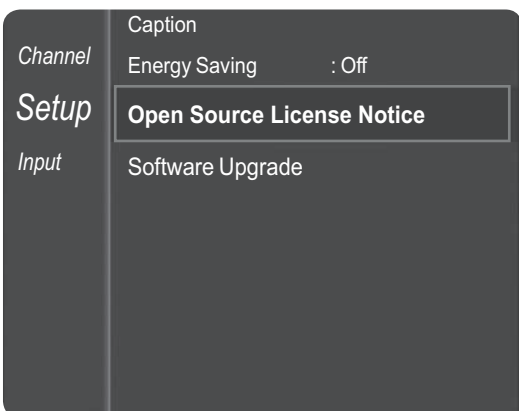 Channel
Setup
Input
Caption
Energy Saving : Off
Open Source License Notice
Software Upgrade